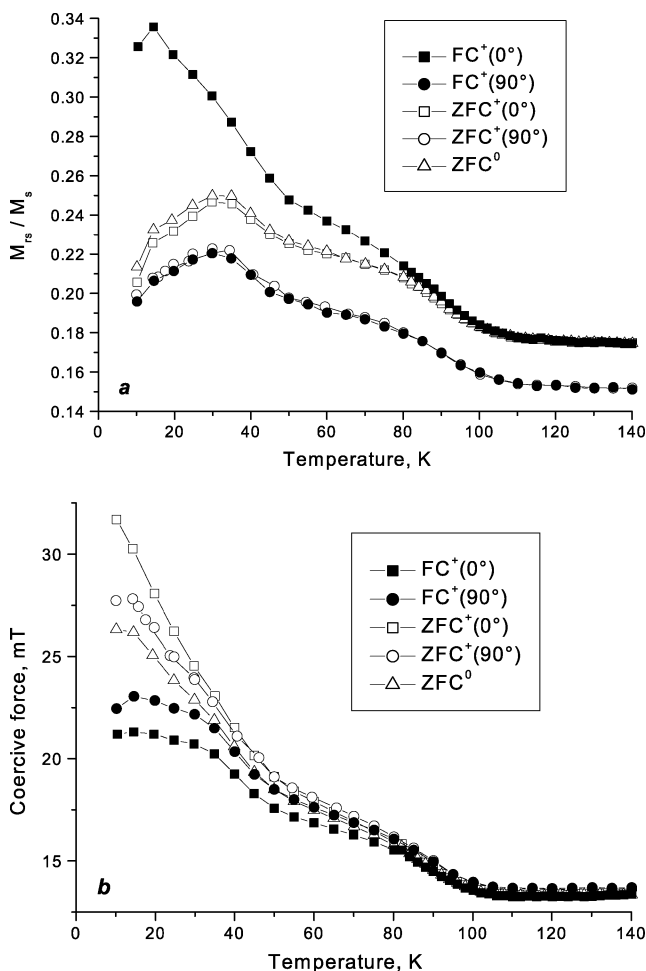 0.34
0.32
0.30
0.28
0.26
0.24
0.22
0.20
0.18
0.16
0.14
M_rs / M_s
FC⁺(0°)
FC⁺(90°)
ZFC⁺(0°)
ZFC⁺(90°)
ZFC⁰
a
0 20 40 60 80 100 120 140
Temperature, K
30
25
20
15
Coercive force, mT
FC⁺(0°)
FC⁺(90°)
ZFC⁺(0°)
ZFC⁺(90°)
ZFC⁰
b
0 20 40 60 80 100 120 140
Temperature, K